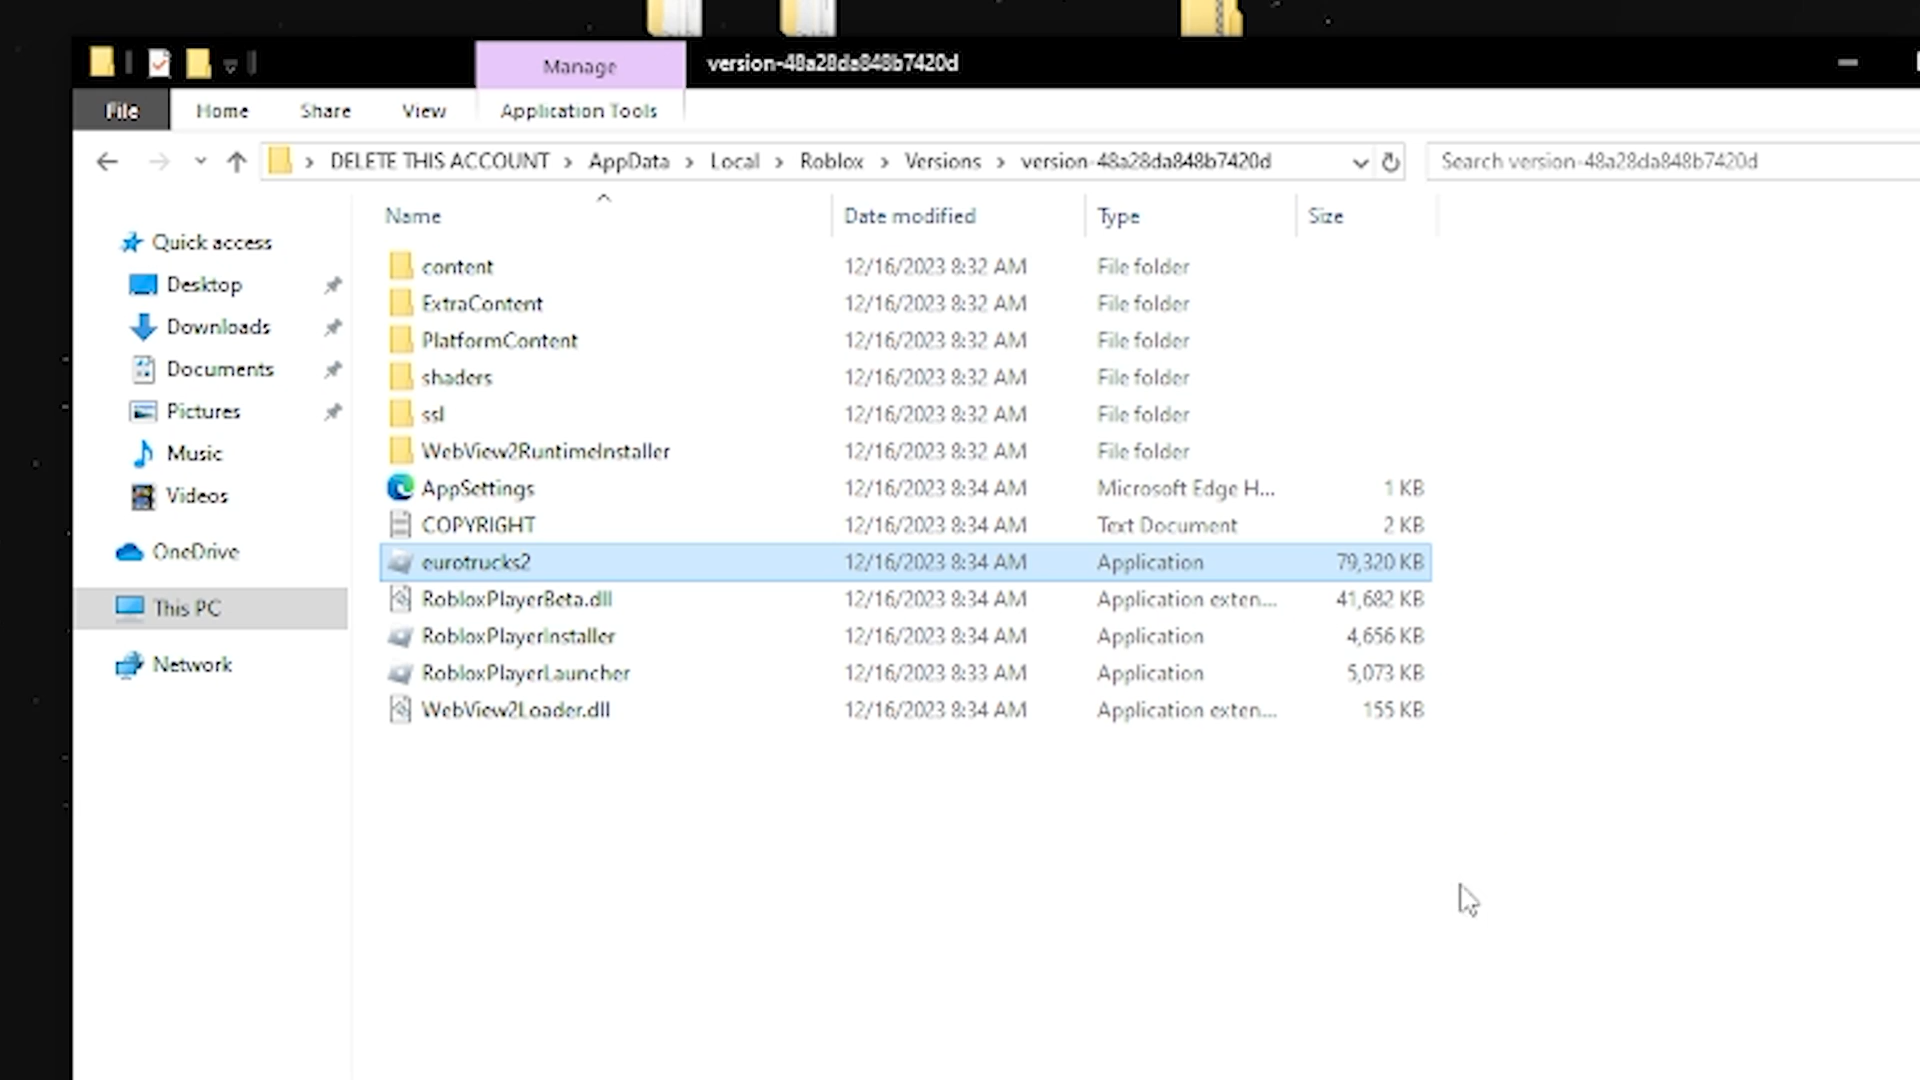 Manage version-48a28da848b7420d
File Home Share View Application Tools
DELETE THIS ACCOUNT AppData Local Roblox Versions version-48a28da848b7420d Search version-48a28da848b7420d
Name Date modified Type Size
Quick access
Desktop
Downloads
Documents
Pictures
Music
Videos
OneDrive
This PC
Network
content 12/16/2023 8:32 AM File folder
ExtraContent 12/16/2023 8:32 AM File folder
PlatformContent 12/16/2023 8:32 AM File folder
shaders 12/16/2023 8:32 AM File folder
ssl 12/16/2023 8:32 AM File folder
WebView2RuntimeInstaller 12/16/2023 8:32 AM File folder
AppSettings 12/16/2023 8:34 AM Microsoft Edge H... 1 KB
COPYRIGHT 12/16/2023 8:34 AM Text Document 2 KB
eurotrucks2 12/16/2023 8:34 AM Application 79,320 KB
RobloxPlayerBeta.dll 12/16/2023 8:34 AM Application exten... 41,682 KB
RobloxPlayerInstaller 12/16/2023 8:34 AM Application 4,656 KB
RobloxPlayerLauncher 12/16/2023 8:33 AM Application 5,073 KB
WebView2Loader.dll 12/16/2023 8:34 AM Application exten... 155 KB